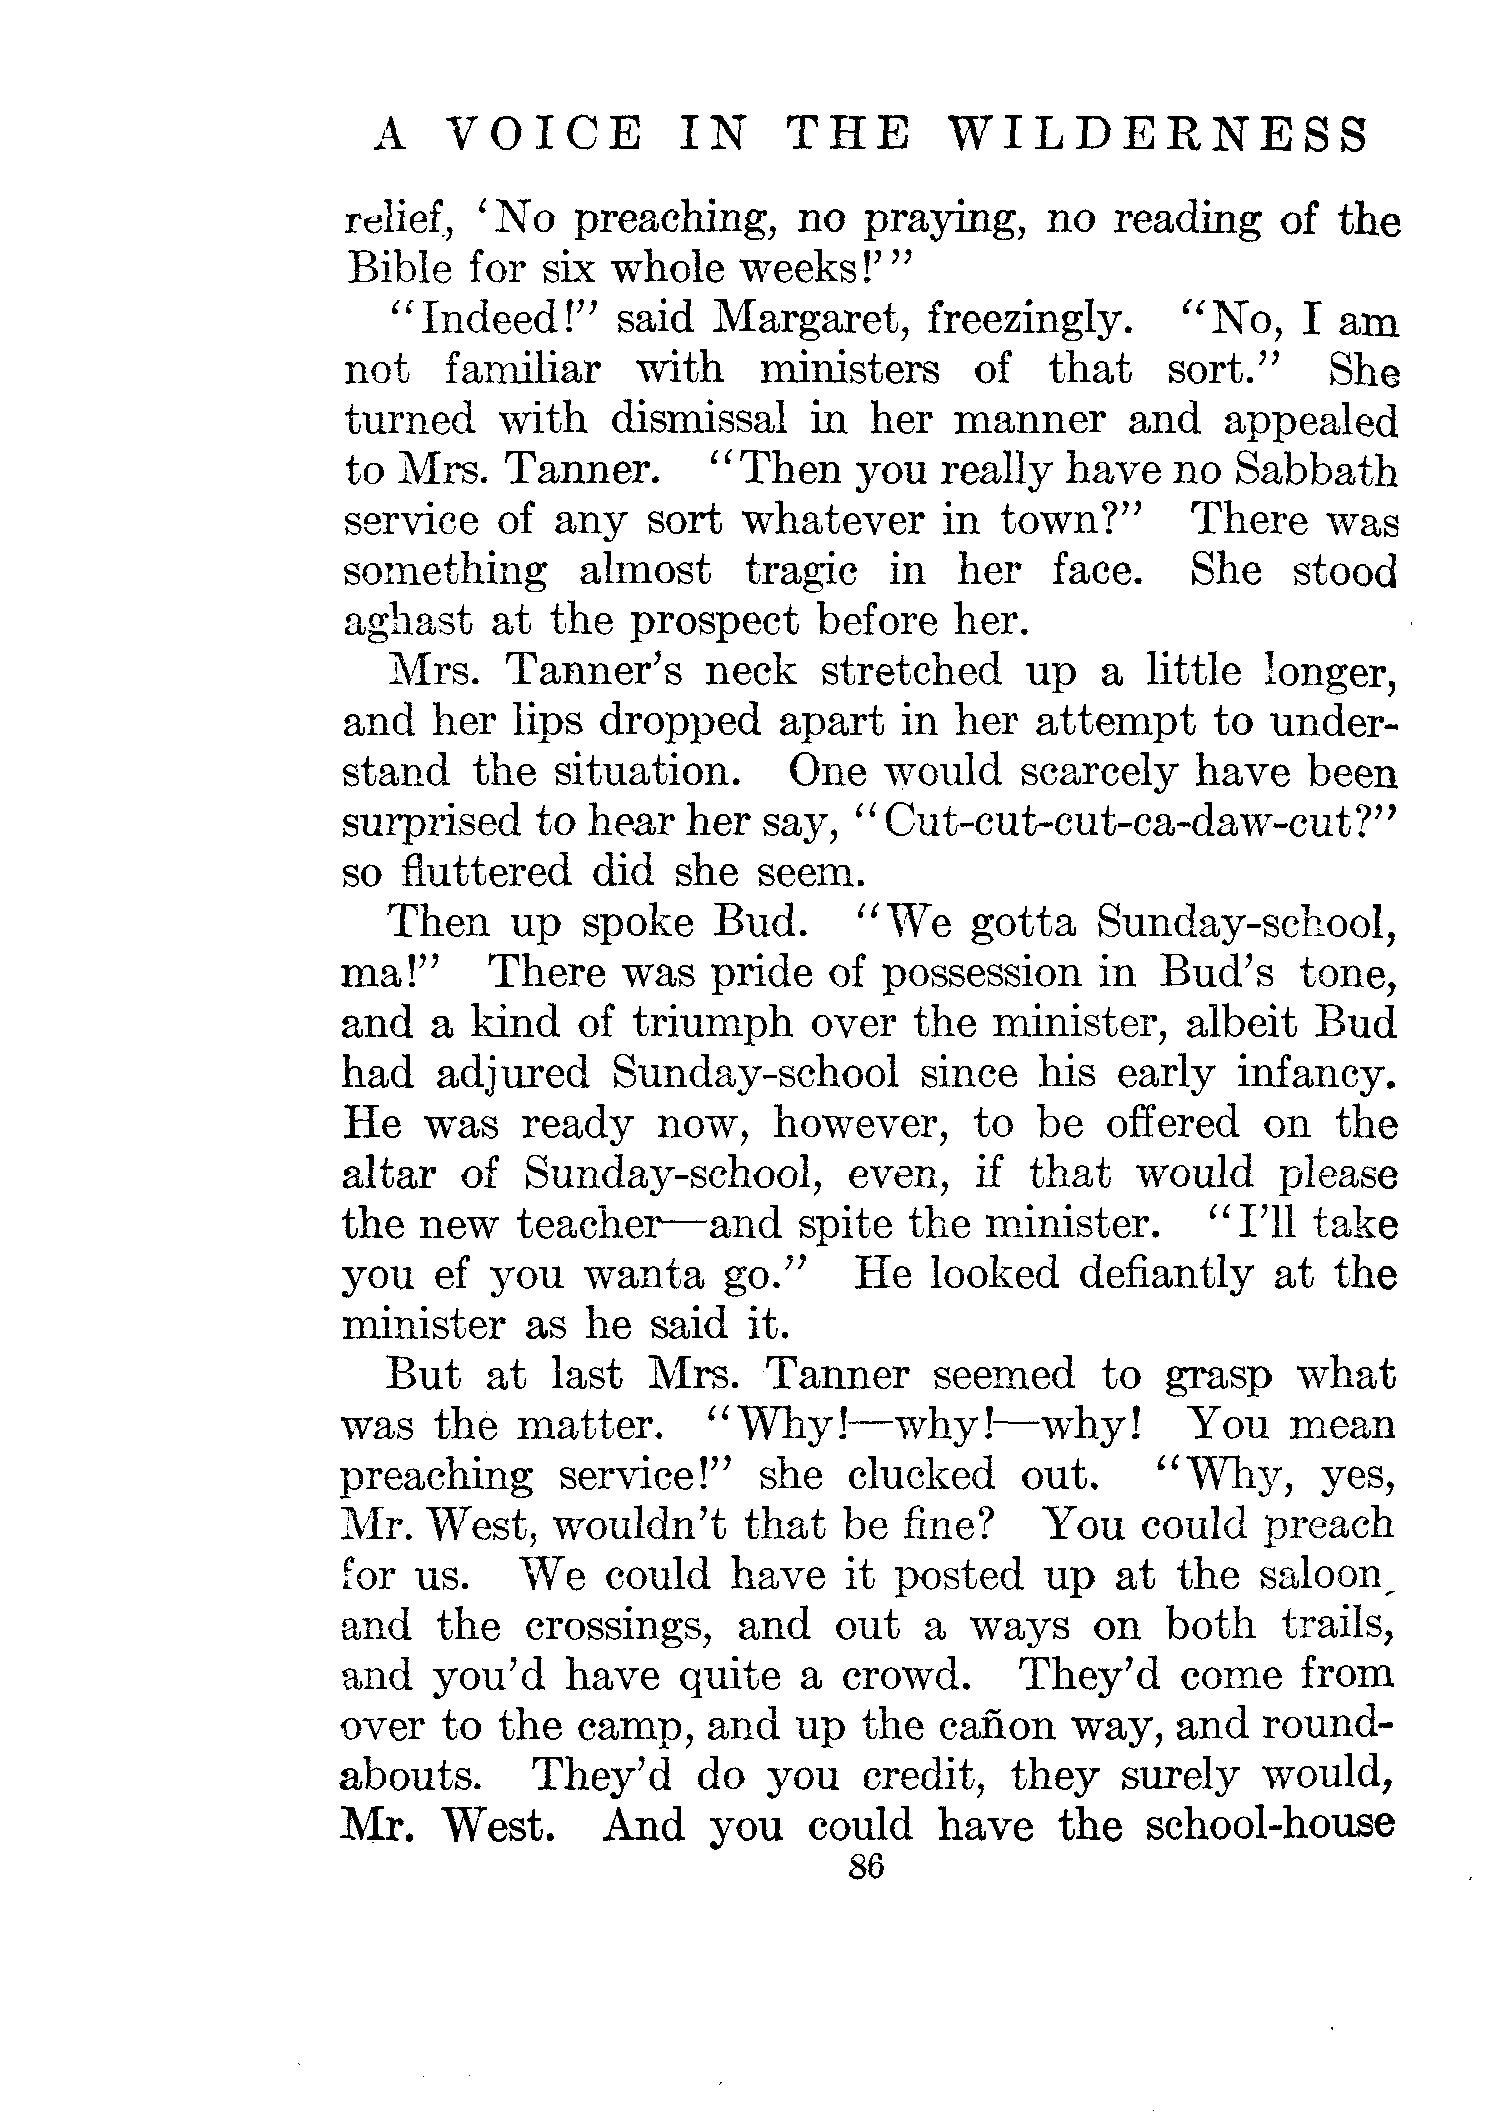 A VOICE IN THE WILDERNESS
relief, 'No preaching, no praying, no reading of the
Bible for six whole weeks!'"
"Indeed!" said Margaret, freezingly. "No, I am
not familiar with ministers of that sort." She
turned with dismissal in her manner and appealed
to Mrs. Tanner. "Then you really have no Sabbath
service of any sort whatever in town?" There was
something almost tragic in her face. She stood
aghast at the prospect before her.
Mrs. Tanner's neck stretched up a little longer,
and her lips dropped apart in her attempt to under-
stand the situation. One would scarcely have been
surprised to hear her say, "Cut-cut-cut-ca-daw-cut?"
so fluttered did she seem.
Then up spoke Bud. "We gotta Sunday-school,
ma!" There was pride of possession in Bud's tone,
and a kind of triumph over the minister, albeit Bud
had adjured Sunday-school since his early infancy.
He was ready now, however, to be offered on the
altar of Sunday-school, even, if that would please
the new teacher—and spite the minister. "I'll take
you ef you wanta go." He looked defiantly at the
minister as he said it.
But at last Mrs. Tanner seemed to grasp what
was the matter. "Why!—why!—why! You mean
preaching service!" she clucked out. "Why, yes,
Mr. West, wouldn't that be fine? You could preach
for us. We could have it posted up at the saloon
and the crossings, and out a ways on both trails,
and you'd have quite a crowd. They'd come from
over to the camp, and up the cañon way, and round-
abouts. They'd do you credit, they surely would,
Mr. West. And you could have the school-house
86